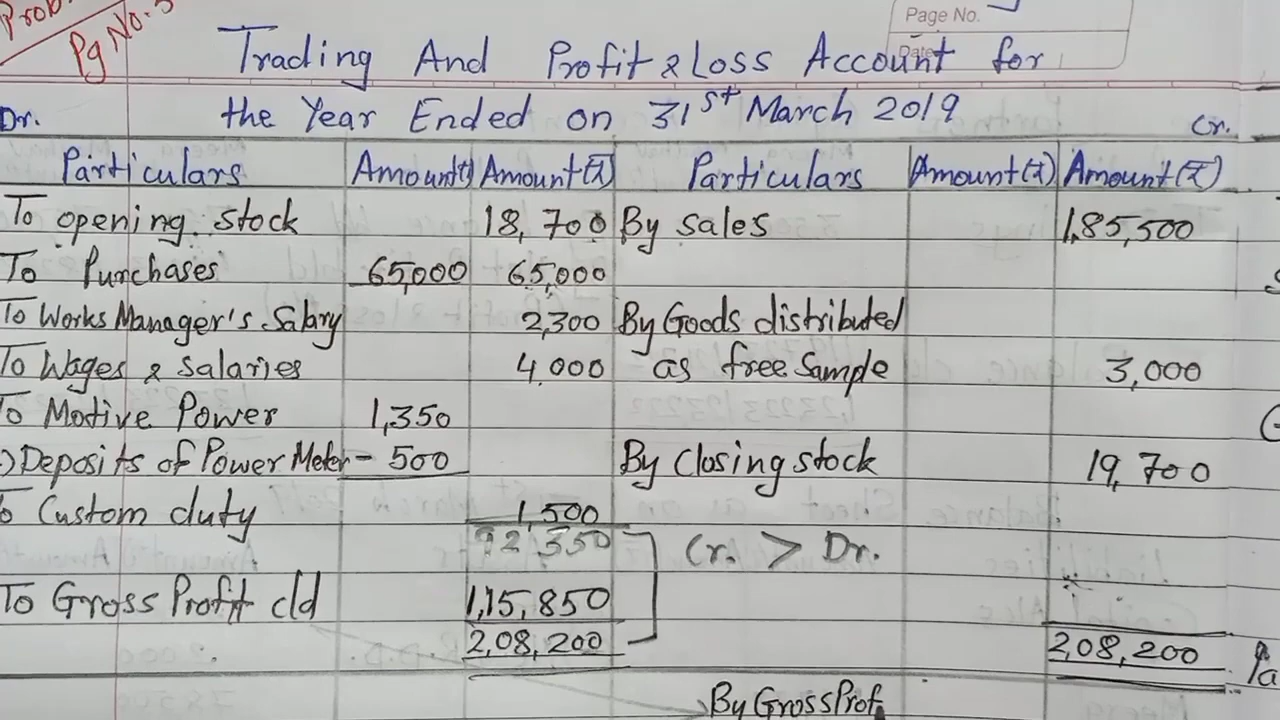 Prob.
Pg No.
Page No.
Date
Trading And Profit & Loss Account for
the Year Ended on 31st March 2019
Dr. Cr.
Particulars Amount(₹) Amount(₹) Particulars Amount(₹) Amount(₹)
To opening stock 18,700 By sales 1,85,500
To Purchases 65,000 65,000
To Works Manager's Salary 2,300 By Goods distributed
To Wages & Salaries 4,000 as free Sample 3,000
To Motive Power 1,350
(-) Deposits of Power Meter - 500 By Closing stock 19,700
To Custom duty 1,500
92,350 Cr. > Dr.
To Gross Profit c/d 1,15,850
2,08,200 2,08,200
By Gross Prof